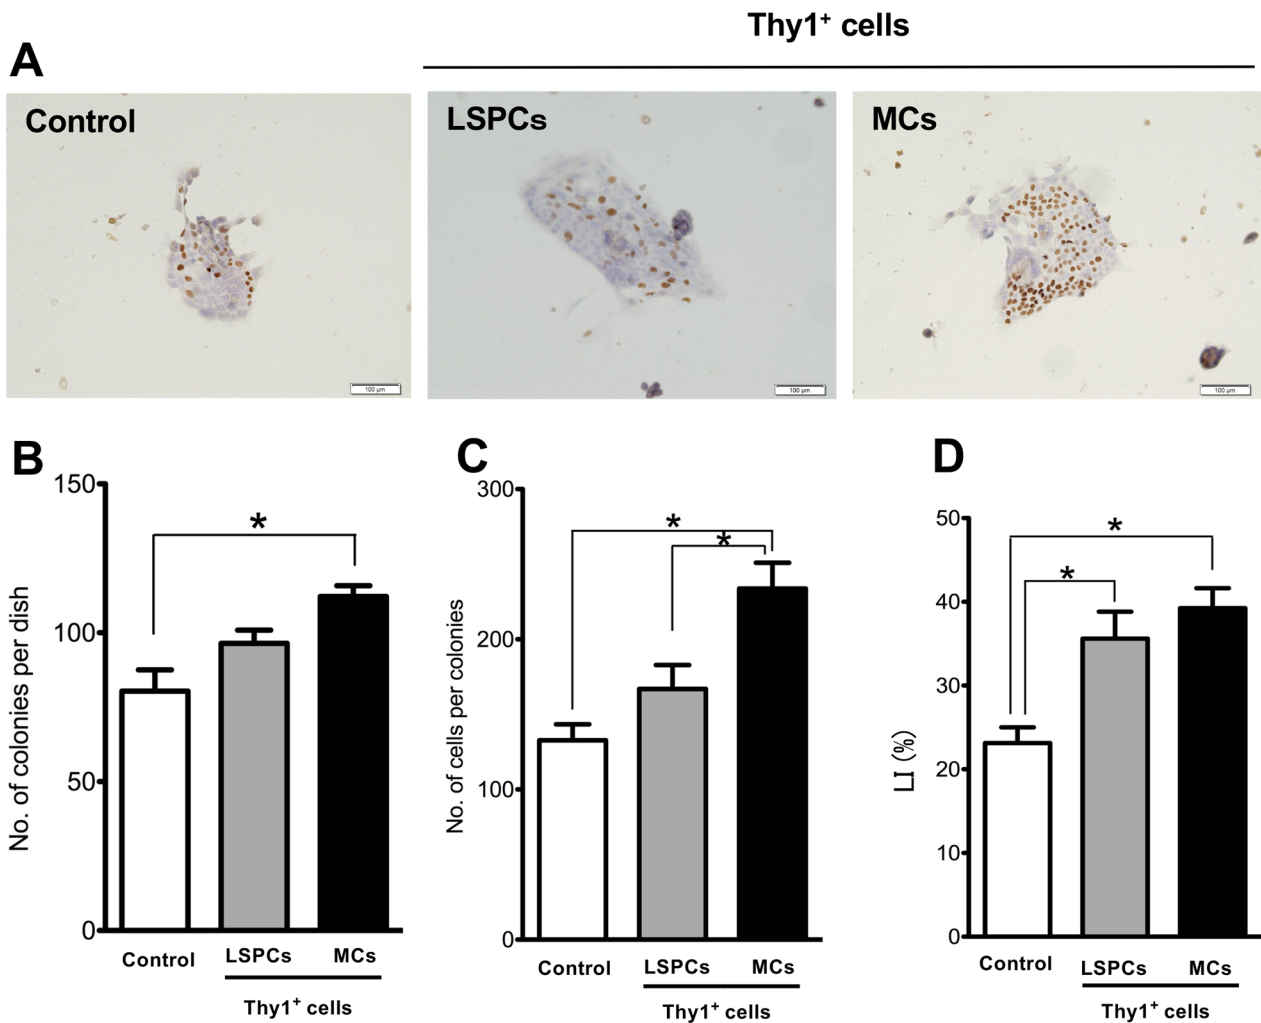 Thy1+ cells
A
Control
LSPCs
MCs
100 µm
100 µm
100 µm
B
150
100
50
0
No. of colonies per dish
*
Control
LSPCs
MCs
Thy1+ cells
C
300
200
100
0
No. of cells per colonies
*
*
Control
LSPCs
MCs
Thy1+ cells
D
50
40
30
20
10
0
LI (%)
*
*
Control
LSPCs
MCs
Thy1+ cells